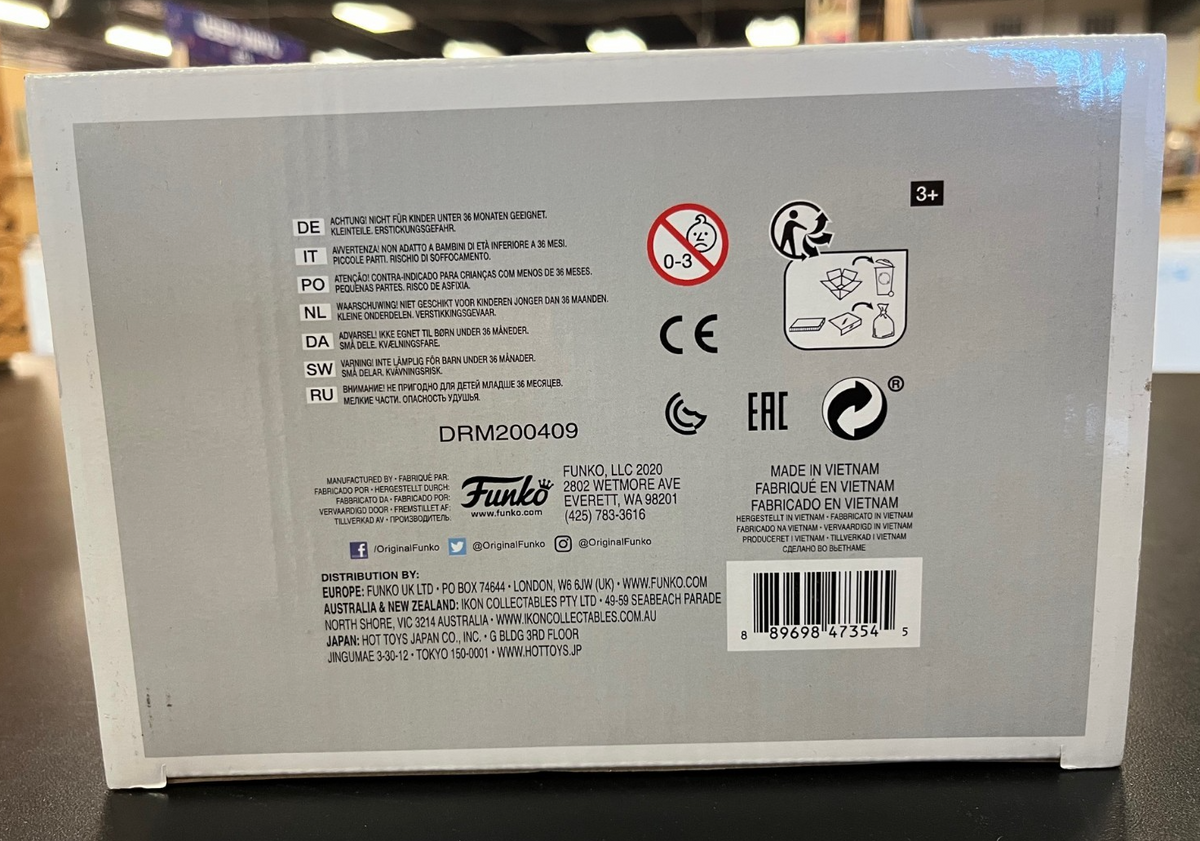 3+
DE ACHTUNG! NICHT FÜR KINDER UNTER 36 MONATEN GEEIGNET.
KLEINTEILE. ERSTICKUNGSGEFAHR.
IT AVVERTENZA! NON ADATTO A BAMBINI DI ETÀ INFERIORE A 36 MESI.
PICCOLE PARTI. RISCHIO DI SOFFOCAMENTO.
PO ATENÇÃO! CONTRA-INDICADO PARA CRIANÇAS COM MENOS DE 36 MESES.
PEQUENAS PARTES. RISCO DE ASFIXIA.
NL WAARSCHUWING! NIET GESCHIKT VOOR KINDEREN JONGER DAN 36 MAANDEN.
KLEINE ONDERDELEN. VERSTIKKINGSGEVAAR.
DA ADVARSEL! IKKE EGNET TIL BØRN UNDER 36 MÅNEDER.
SMÅ DELE. KVÆLNINGSFARE.
SW VARNING! INTE LÄMPLIG FÖR BARN UNDER 36 MÅNADER.
SMÅ DELAR. KVÄVNINGSRISK.
RU ВНИМАНИЕ! НЕ ПРИГОДНО ДЛЯ ДЕТЕЙ МЛАДШЕ 36 МЕСЯЦЕВ.
МЕЛКИЕ ЧАСТИ. ОПАСНОСТЬ УДУШЬЯ.
0-3
CE
EAC
®
DRM200409
MANUFACTURED BY • FABRIQUÉ PAR:
FABRICADO POR • HERGESTELLT DURCH:
FABBRICATO DA • FABRICADO POR:
VERVAARDIGD DOOR • FREMSTILLET AF:
TILLVERKAD AV • ПРОИЗВОДИТЕЛЬ:
Funko
www.funko.com
FUNKO, LLC 2020
2802 WETMORE AVE
EVERETT, WA 98201
(425) 783-3616
MADE IN VIETNAM
FABRIQUÉ EN VIETNAM
FABRICADO EN VIETNAM
HERGESTELLT IN VIETNAM • FABBRICATO IN VIETNAM
FABRICADO NA VIETNAM • VERVAARDIGD IN VIETNAM
PRODUCERET I VIETNAM • TILLVERKAD I VIETNAM
СДЕЛАНО ВО ВЬЕТНАМЕ
/OriginalFunko @OriginalFunko @OriginalFunko
DISTRIBUTION BY:
EUROPE: FUNKO UK LTD • PO BOX 74644 • LONDON, W6 6JW (UK) • WWW.FUNKO.COM
AUSTRALIA & NEW ZEALAND: IKON COLLECTABLES PTY LTD • 49-59 SEABEACH PARADE
NORTH SHORE, VIC 3214 AUSTRALIA • WWW.IKONCOLLECTABLES.COM.AU
JAPAN: HOT TOYS JAPAN CO., INC. • G BLDG 3RD FLOOR
JINGUMAE 3-30-12 • TOKYO 150-0001 • WWW.HOTTOYS.JP
8 89698 47354 5